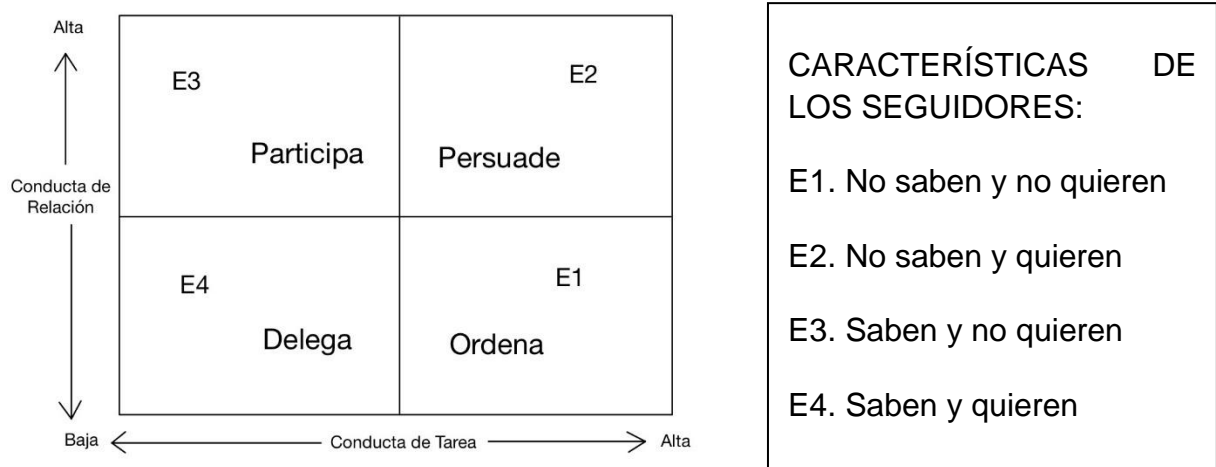 Alta
E3
E2
Participa
Persuade
Conducta de
Relación
E4
E1
Delega
Ordena
Baja
Conducta de Tarea
Alta
CARACTERÍSTICAS DE
LOS SEGUIDORES:
E1. No saben y no quieren
E2. No saben y quieren
E3. Saben y no quieren
E4. Saben y quieren